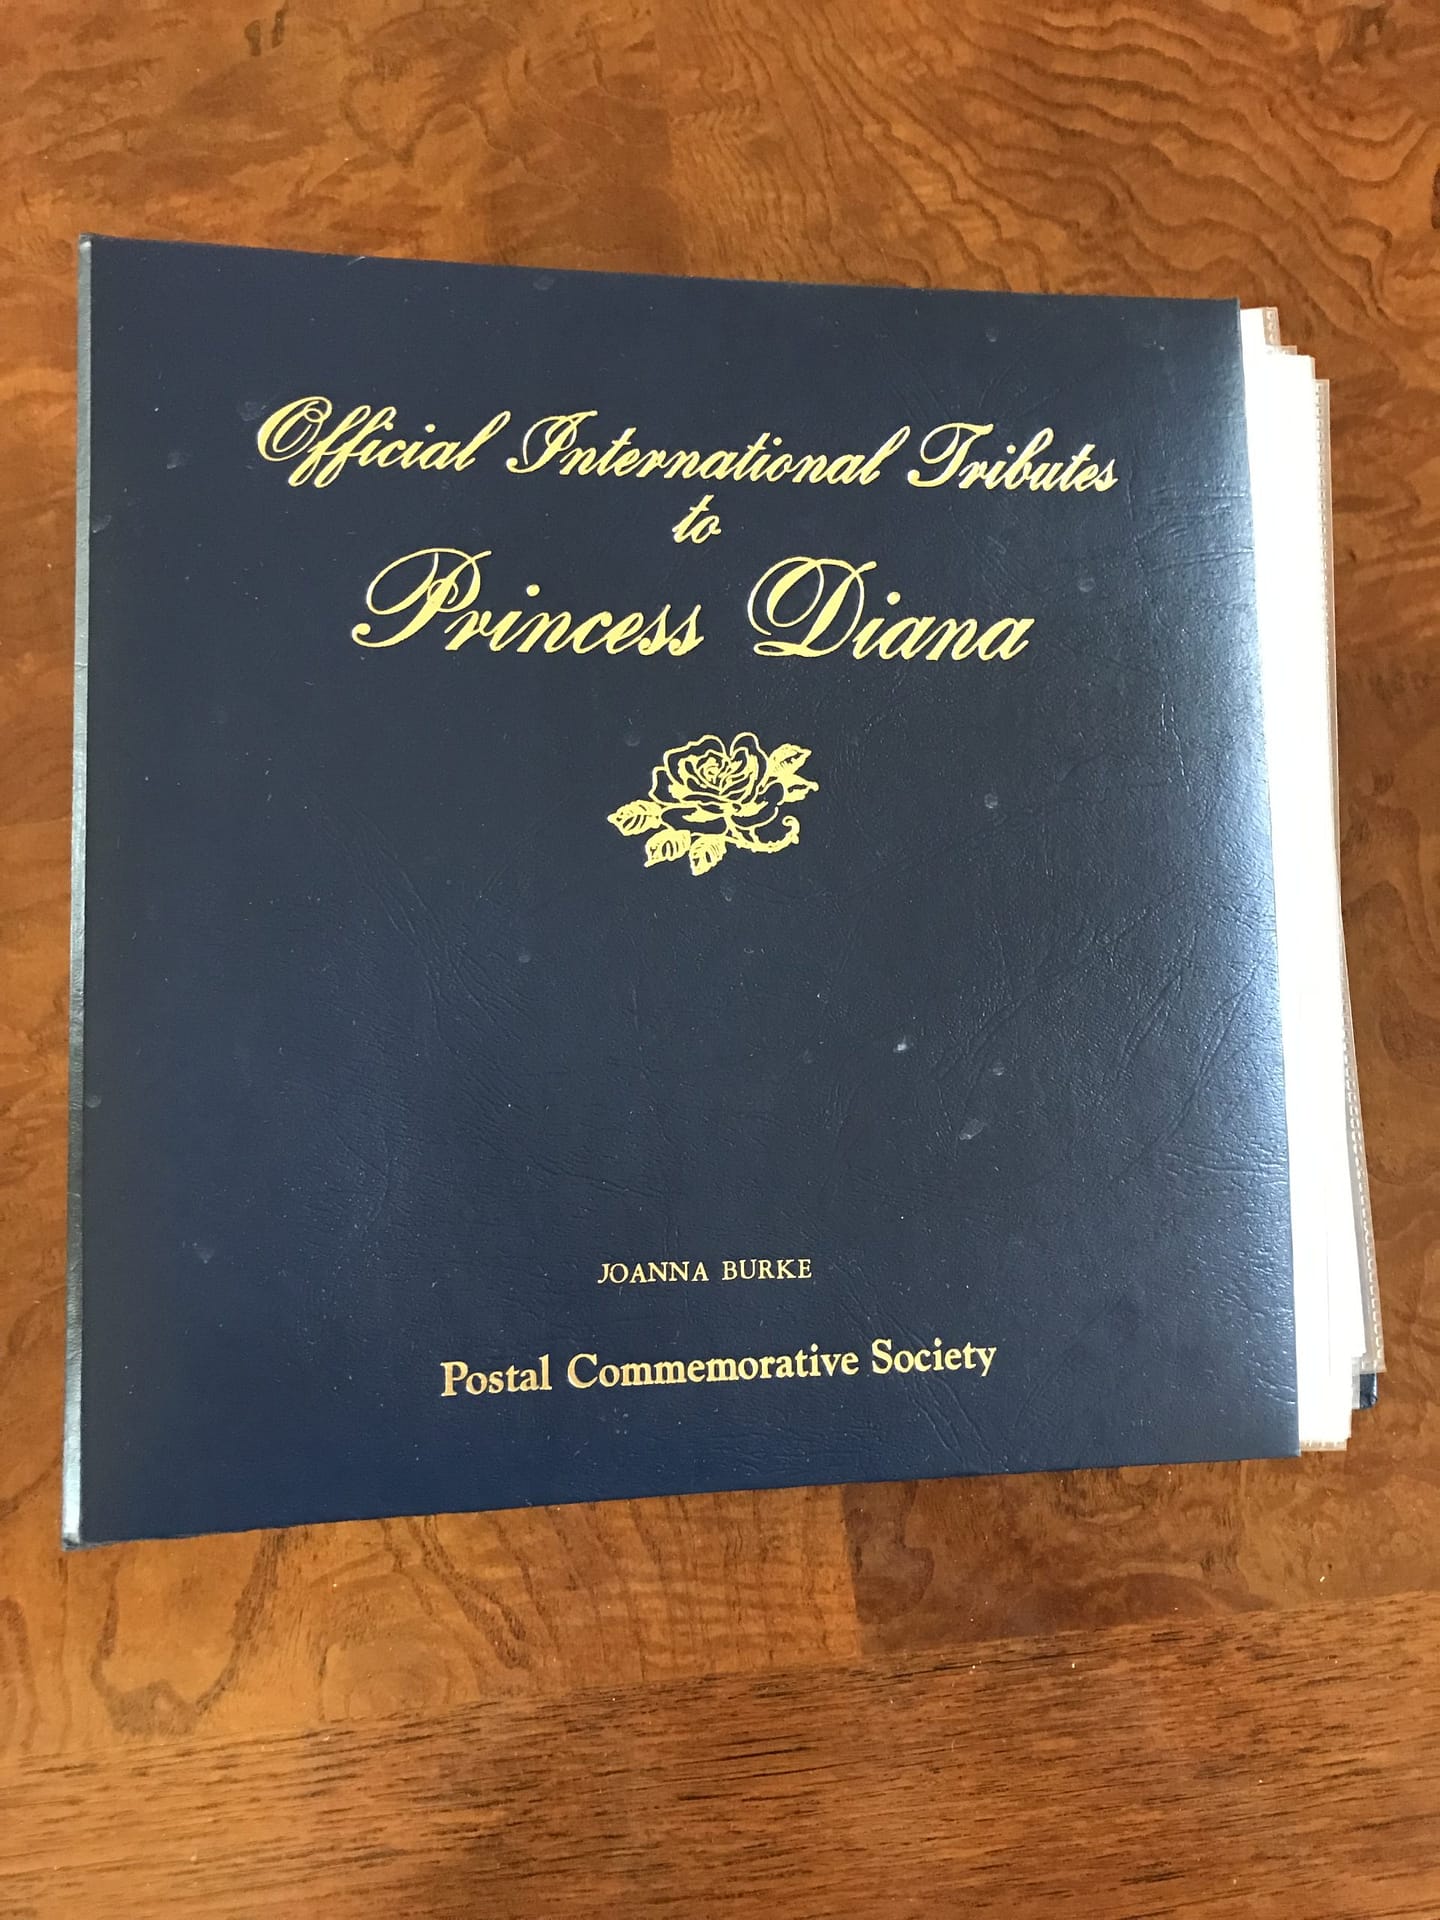 Official International Tributes
to
Princess Diana
JOANNA BURKE
Postal Commemorative Society